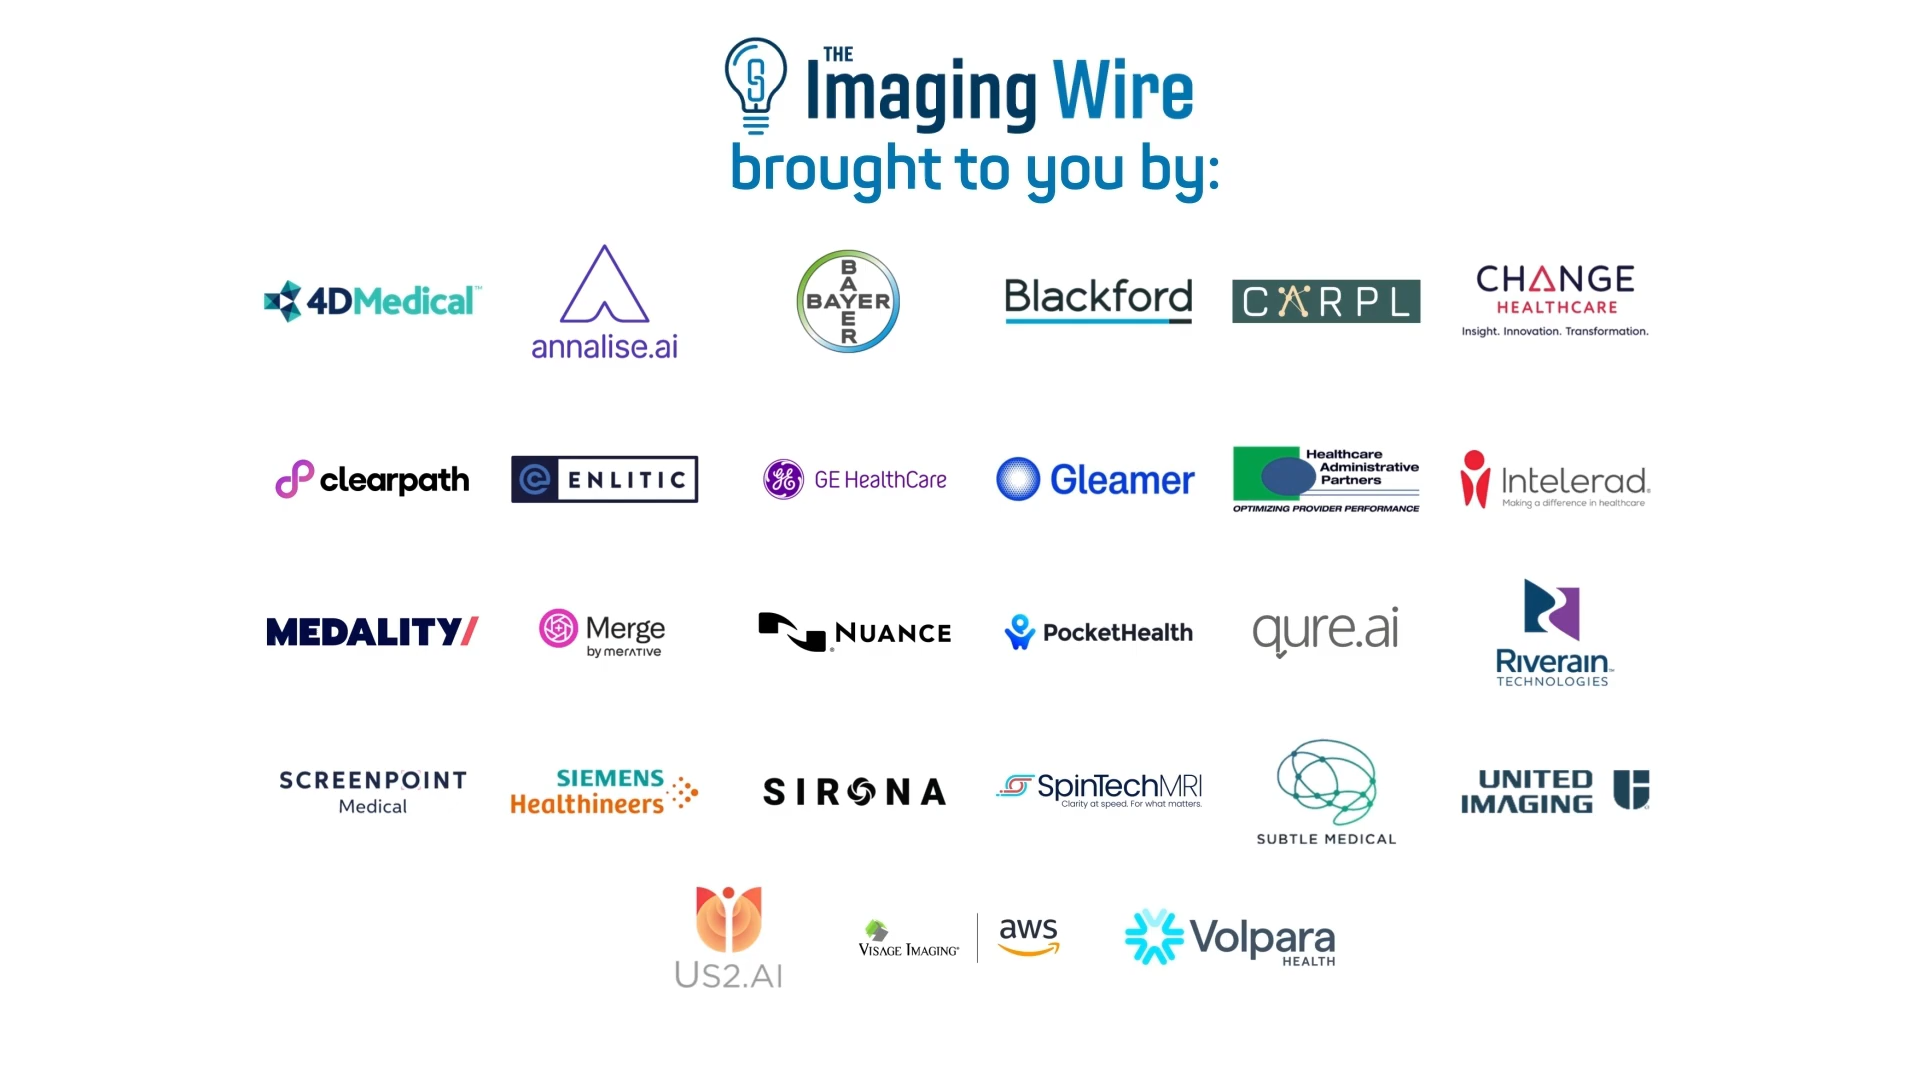 THE
Imaging Wire
brought to you by:
4DMedical™
annalise.ai
BAYER
BAYER
Blackford
CARPL
CHANGE
HEALTHCARE
Insight. Innovation. Transformation.
clearpath
ENLITIC
GE HealthCare
Gleamer
Healthcare
Administrative
Partners
OPTIMIZING PROVIDER PERFORMANCE
Intelerad®
Making a difference in healthcare
MEDALITY/
Merge
by merative
NUANCE
PocketHealth
qure.ai
Riverain™
TECHNOLOGIES
SCREENPOINT
Medical
SIEMENS
Healthineers
SIRONA
SpinTechMRI
Clarity at speed. For what matters.
SUBTLE MEDICAL
UNITED
IMAGING
US2.AI
VISAGE IMAGING®
aws
Volpara
HEALTH